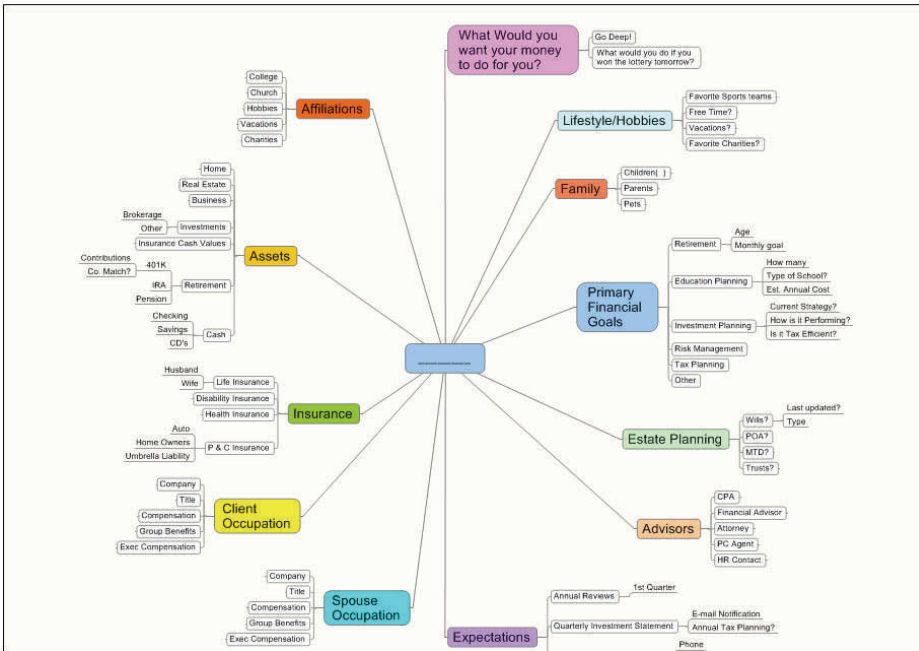 What Would you
want your money
to do for you?
Go Deep!
What would you do if you
won the lottery tomorrow?
Lifestyle/Hobbies
Favorite Sports teams
Free Time?
Vacations?
Favorite Charities?
Family
Children( )
Parents
Pets
Primary
Financial
Goals
Retirement
Age
Monthly goal
Education Planning
How many
Type of School?
Est. Annual Cost
Investment Planning
Current Strategy?
How is it Performing?
Is it Tax Efficient?
Risk Management
Tax Planning
Other
Estate Planning
Wills?
Last updated?
Type
POA?
MTD?
Trusts?
Advisors
CPA
Financial Advisor
Attorney
PC Agent
HR Contact
Expectations
Annual Reviews
1st Quarter
Quarterly Investment Statement
E-mail Notification
Annual Tax Planning?
Phone
Affiliations
College
Church
Hobbies
Vacations
Charities
Assets
Home
Real Estate
Business
Investments
Brokerage
Other
Insurance Cash Values
Retirement
401K
Contributions
Co. Match?
IRA
Pension
Cash
Checking
Savings
CD's
Insurance
Life Insurance
Husband
Wife
Disability Insurance
Health Insurance
P & C Insurance
Auto
Home Owners
Umbrella Liability
Client
Occupation
Company
Title
Compensation
Group Benefits
Exec Compensation
Spouse
Occupation
Company
Title
Compensation
Group Benefits
Exec Compensation